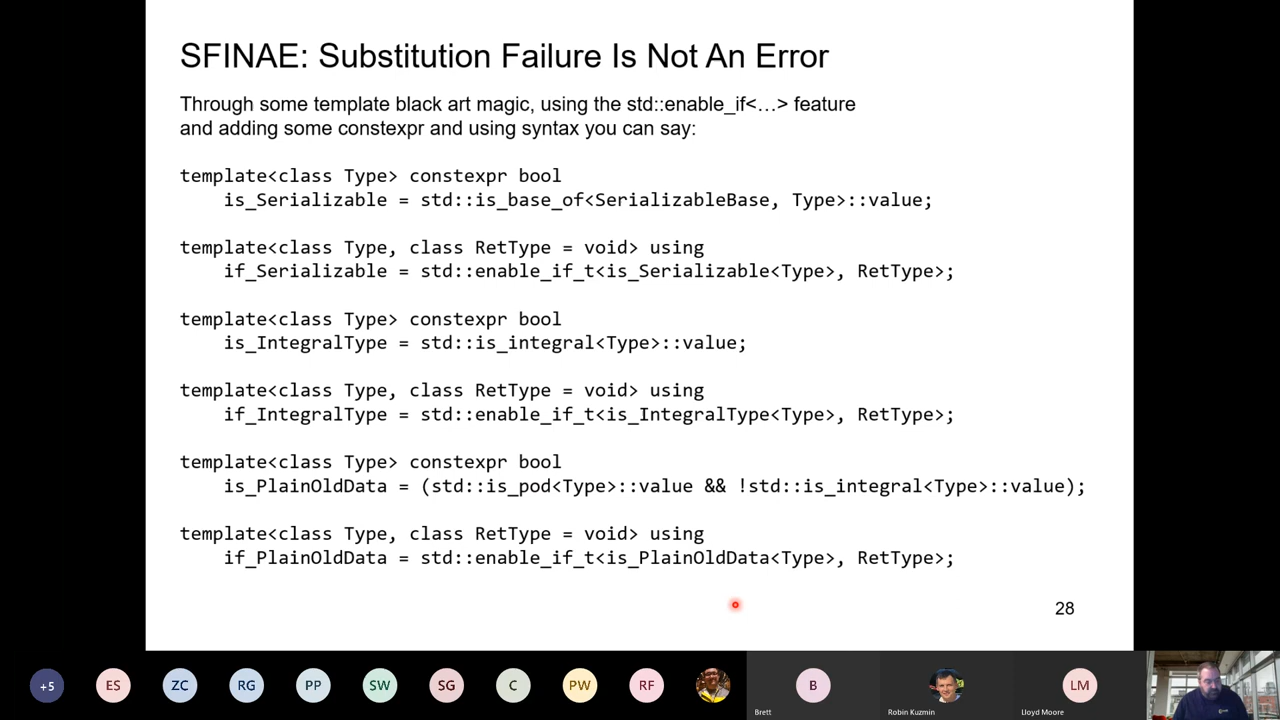 SFINAE: Substitution Failure Is Not An Error
Through some template black art magic, using the std::enable_if<…> feature
and adding some constexpr and using syntax you can say:
template<class Type> constexpr bool
is_Serializable = std::is_base_of<SerializableBase, Type>::value;
template<class Type, class RetType = void> using
if_Serializable = std::enable_if_t<is_Serializable<Type>, RetType>;
template<class Type> constexpr bool
is_IntegralType = std::is_integral<Type>::value;
template<class Type, class RetType = void> using
if_IntegralType = std::enable_if_t<is_IntegralType<Type>, RetType>;
template<class Type> constexpr bool
is_PlainOldData = (std::is_pod<Type>::value && !std::is_integral<Type>::value);
template<class Type, class RetType = void> using
if_PlainOldData = std::enable_if_t<is_PlainOldData<Type>, RetType>;
28
+5 ES ZC RG PP SW SG C PW RF B LM
Brett Robin Kuzmin Lloyd Moore